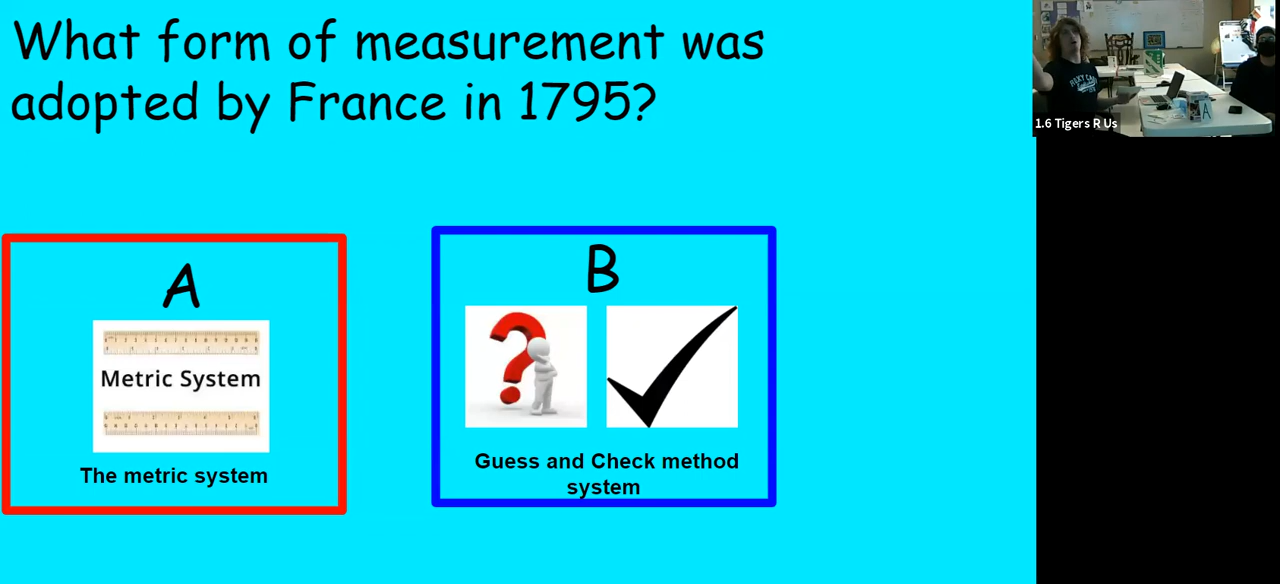 What form of measurement was
adopted by France in 1795?
A
Metric System
The metric system
B
Guess and Check method
system
1.6 Tigers R Us